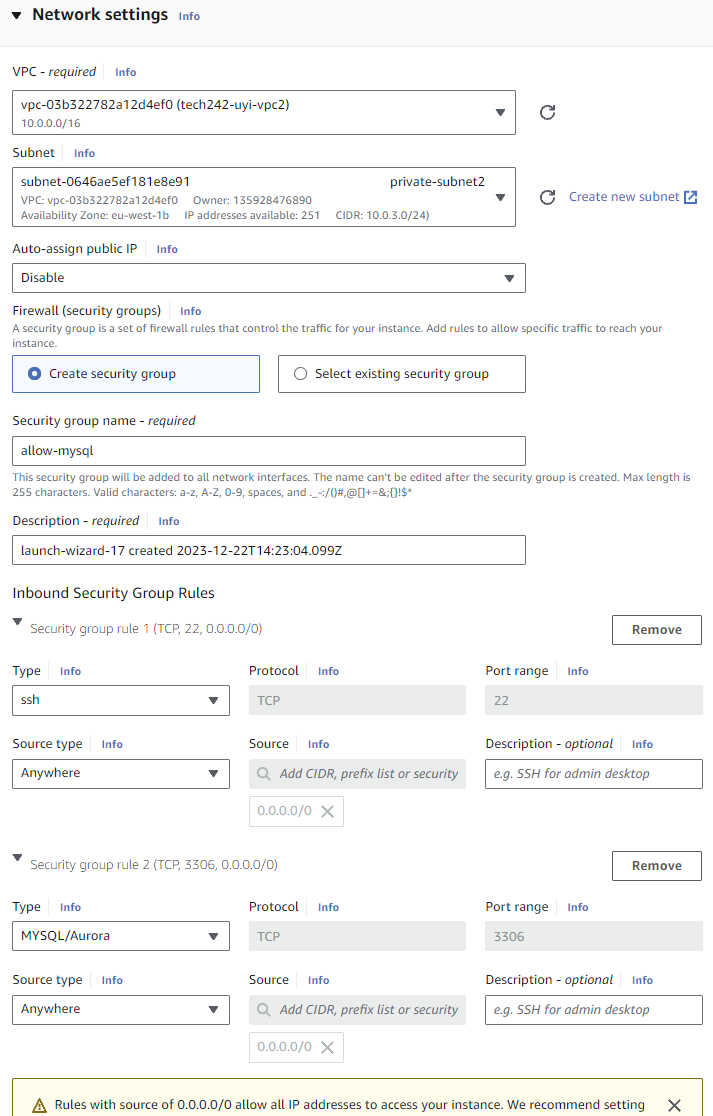 Network settings Info
VPC - required Info
vpc-03b322782a12d4ef0 (tech242-uyi-vpc2)
10.0.0.0/16
Subnet Info
subnet-0646ae5ef181e8e91 private-subnet2
VPC: vpc-03b322782a12d4ef0 Owner: 135928476890
Availability Zone: eu-west-1b IP addresses available: 251 CIDR: 10.0.3.0/24)
Create new subnet
Auto-assign public IP Info
Disable
Firewall (security groups) Info
A security group is a set of firewall rules that control the traffic for your instance. Add rules to allow specific traffic to reach your
instance.
Create security group Select existing security group
Security group name - required
allow-mysql
This security group will be added to all network interfaces. The name can't be edited after the security group is created. Max length is
255 characters. Valid characters: a-z, A-Z, 0-9, spaces, and ._-:/()#,@[]+=&;{}!$*
Description - required Info
launch-wizard-17 created 2023-12-22T14:23:04.099Z
Inbound Security Group Rules
Security group rule 1 (TCP, 22, 0.0.0.0/0) Remove
Type Info Protocol Info Port range Info
ssh TCP 22
Source type Info Source Info Description - optional Info
Anywhere Add CIDR, prefix list or security e.g. SSH for admin desktop
0.0.0.0/0
Security group rule 2 (TCP, 3306, 0.0.0.0/0) Remove
Type Info Protocol Info Port range Info
MYSQL/Aurora TCP 3306
Source type Info Source Info Description - optional Info
Anywhere Add CIDR, prefix list or security e.g. SSH for admin desktop
0.0.0.0/0
Rules with source of 0.0.0.0/0 allow all IP addresses to access your instance. We recommend setting